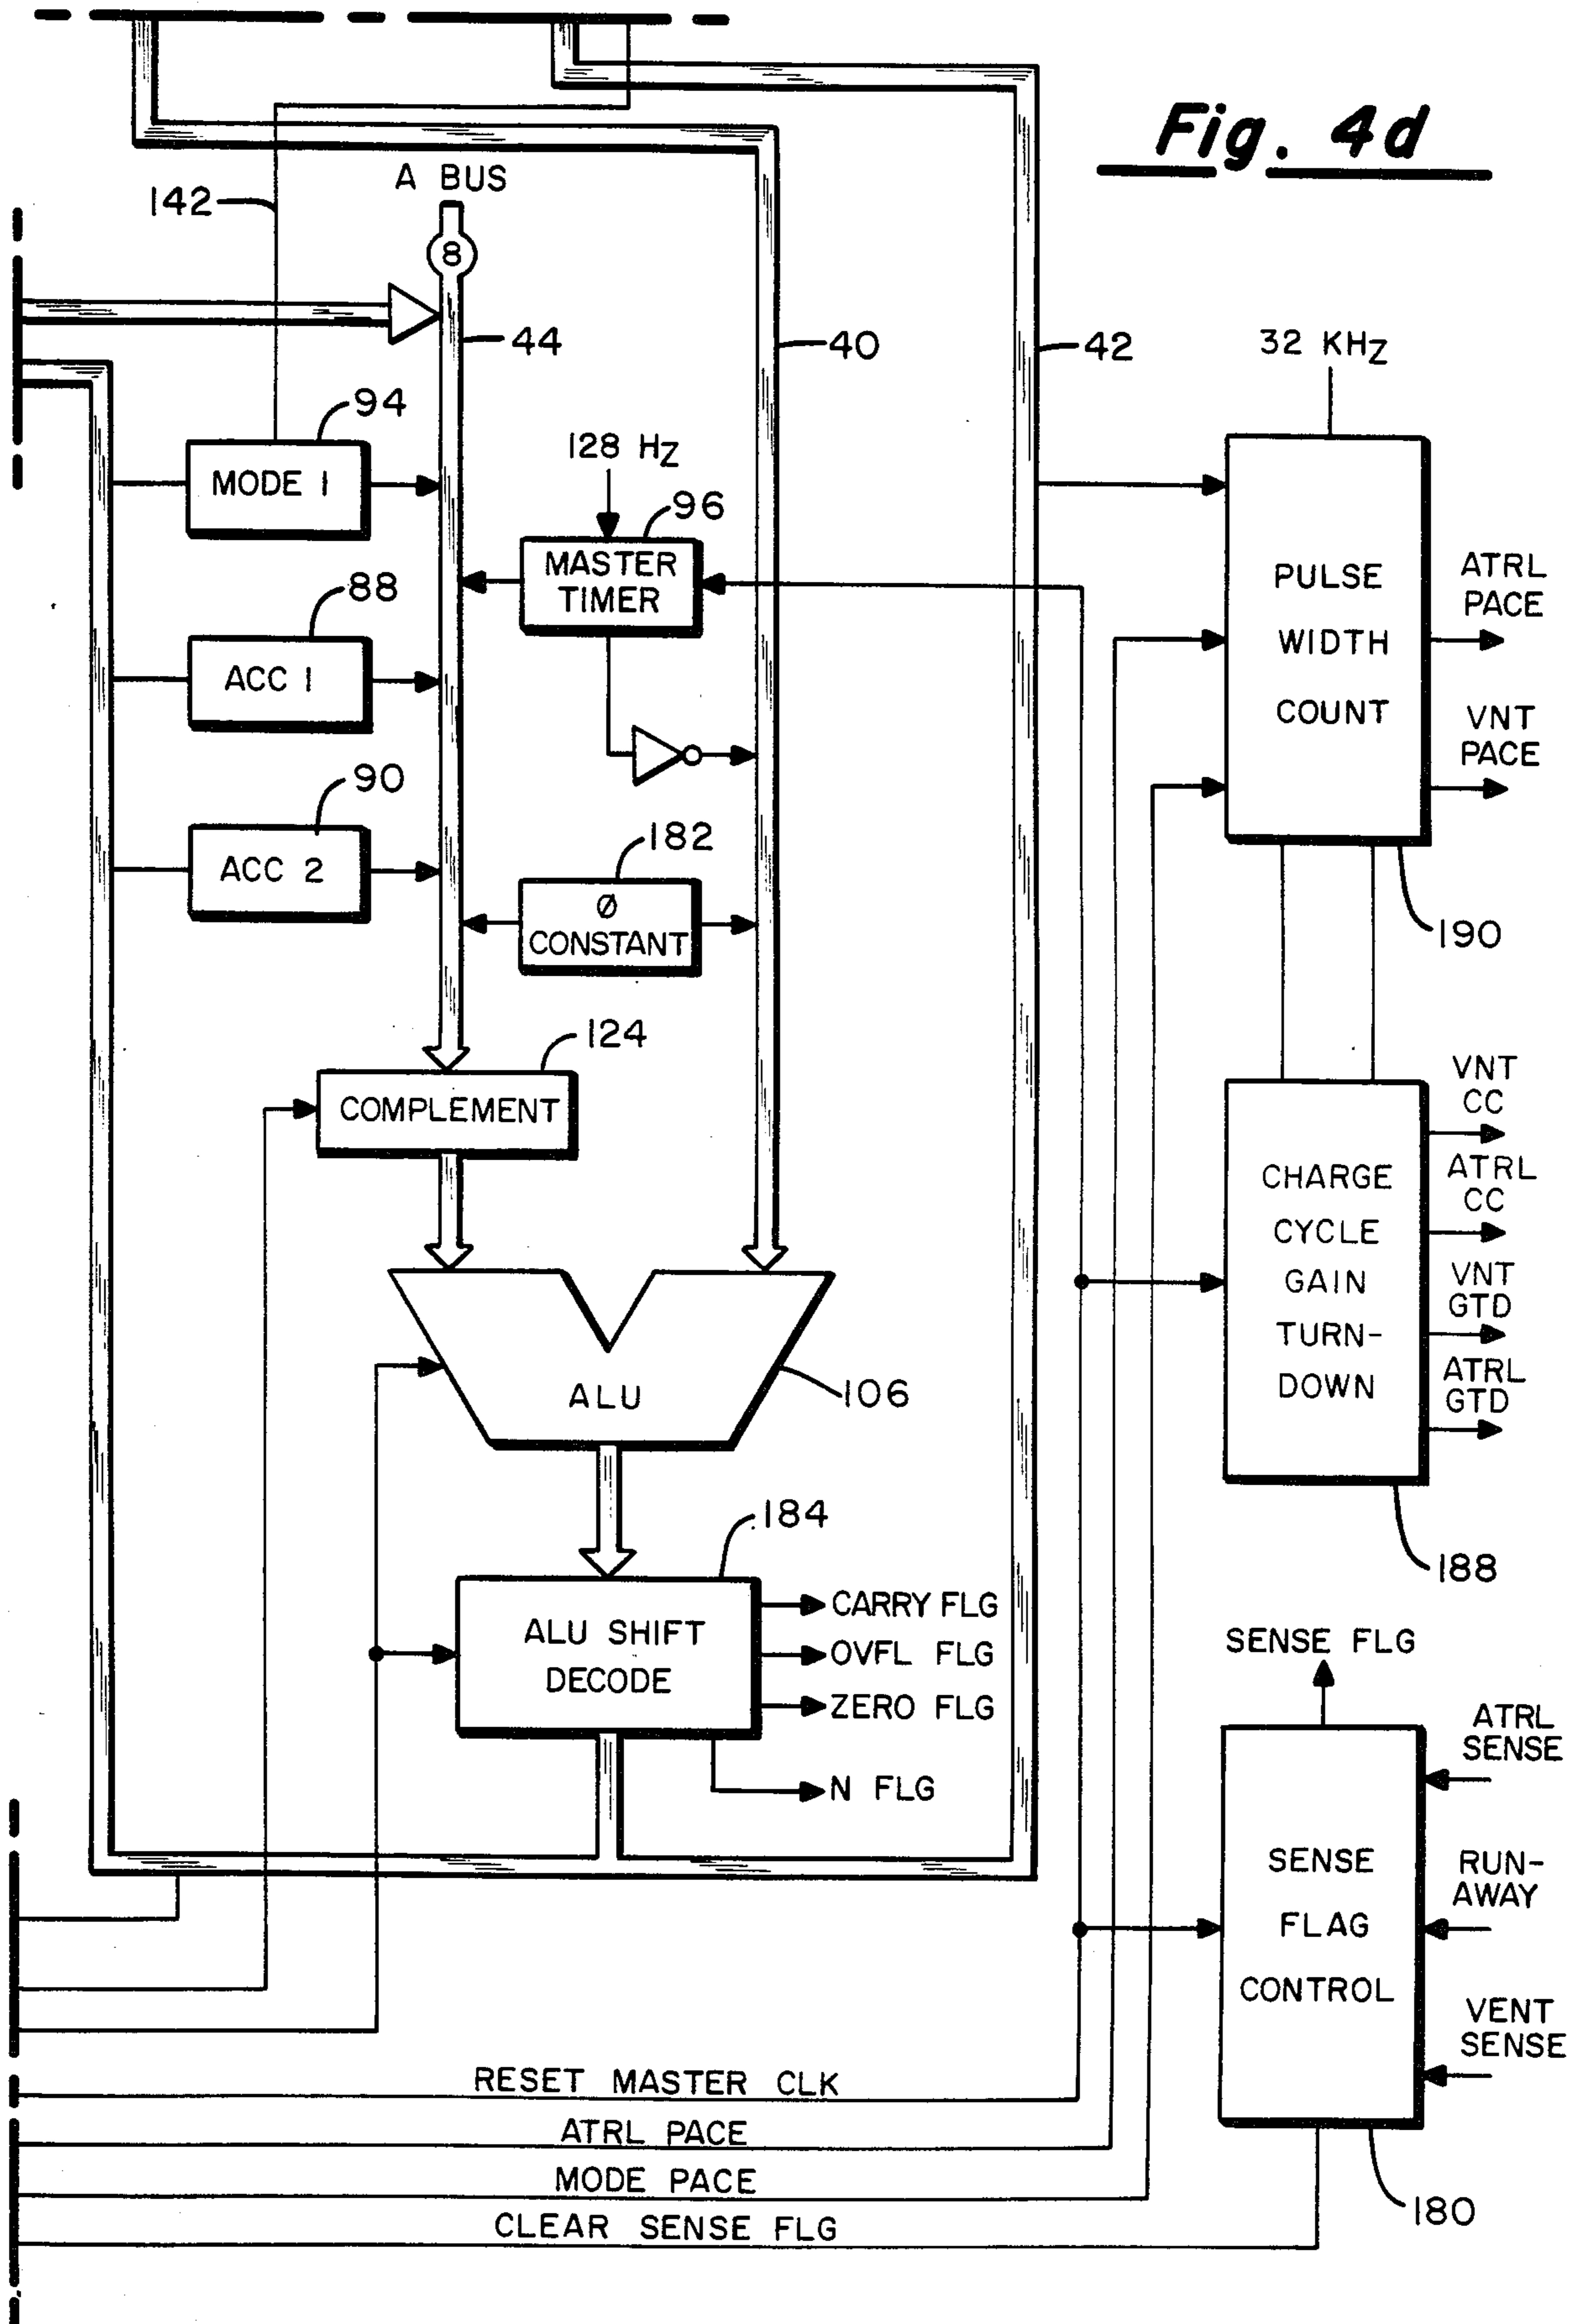 Fig. 4d
A BUS
142
8
44
40
42
32 KHZ
94
MODE 1
128 HZ
96
MASTER
TIMER
PULSE
WIDTH
COUNT
ATRL
PACE
VNT
PACE
88
ACC 1
90
ACC 2
182
Ø
CONSTANT
190
124
COMPLEMENT
VNT
CC
ATRL
CC
VNT
GTD
ATRL
GTD
CHARGE
CYCLE
GAIN
TURN-
DOWN
ALU
106
188
184
ALU SHIFT
DECODE
CARRY FLG
OVFL FLG
ZERO FLG
N FLG
SENSE FLG
ATRL
SENSE
RUN-
AWAY
VENT
SENSE
SENSE
FLAG
CONTROL
180
RESET MASTER CLK
ATRL PACE
MODE PACE
CLEAR SENSE FLG